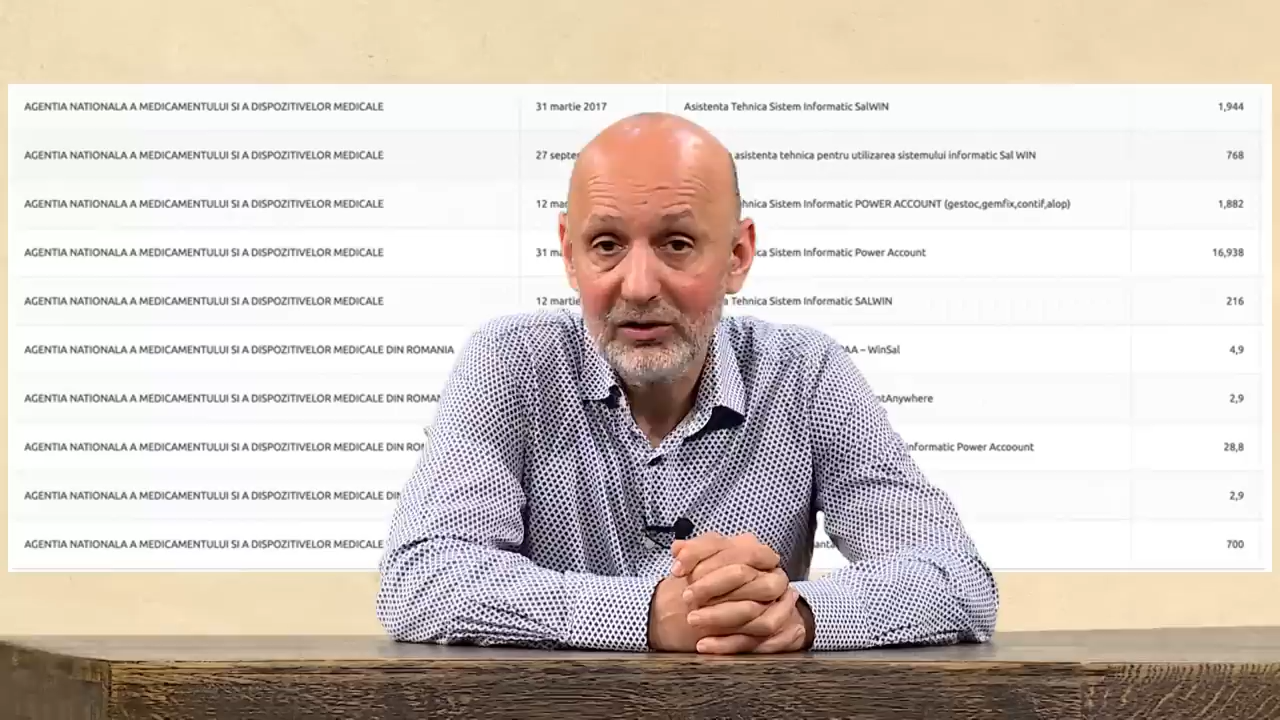 AGENTIA NATIONALA A MEDICAMENTULUI SI A DISPOZITIVELOR MEDICALE 31 martie 2017 Asistenta Tehnica Sistem Informatic SalWIN 1,944
AGENTIA NATIONALA A MEDICAMENTULUI SI A DISPOZITIVELOR MEDICALE 27 asistenta tehnica pentru utilizarea sistemului informatic Sal WIN 768
AGENTIA NATIONALA A MEDICAMENTULUI SI A DISPOZITIVELOR MEDICALE 12 Sistem Informatic POWER ACCOUNT (gestoc,gemfix,contif,alop) 1,882
AGENTIA NATIONALA A MEDICAMENTULUI SI A DISPOZITIVELOR MEDICALE 31 Sistem Informatic Power Account 16,938
AGENTIA NATIONALA A MEDICAMENTULUI SI A DISPOZITIVELOR MEDICALE 12 martie Tehnica Sistem Informatic SALWIN 216
AGENTIA NATIONALA A MEDICAMENTULUI SI A DISPOZITIVELOR MEDICALE DIN ROMANIA – WinSal 4,9
AGENTIA NATIONALA A MEDICAMENTULUI SI A DISPOZITIVELOR MEDICALE DIN 2,9
AGENTIA NATIONALA A MEDICAMENTULUI SI A DISPOZITIVELOR MEDICALE DIN Power Accoount 28,8
AGENTIA NATIONALA A MEDICAMENTULUI SI A DISPOZITIVELOR MEDICALE 2,9
AGENTIA NATIONALA A MEDICAMENTULUI SI A DISPOZITIVELOR MEDICALE 700